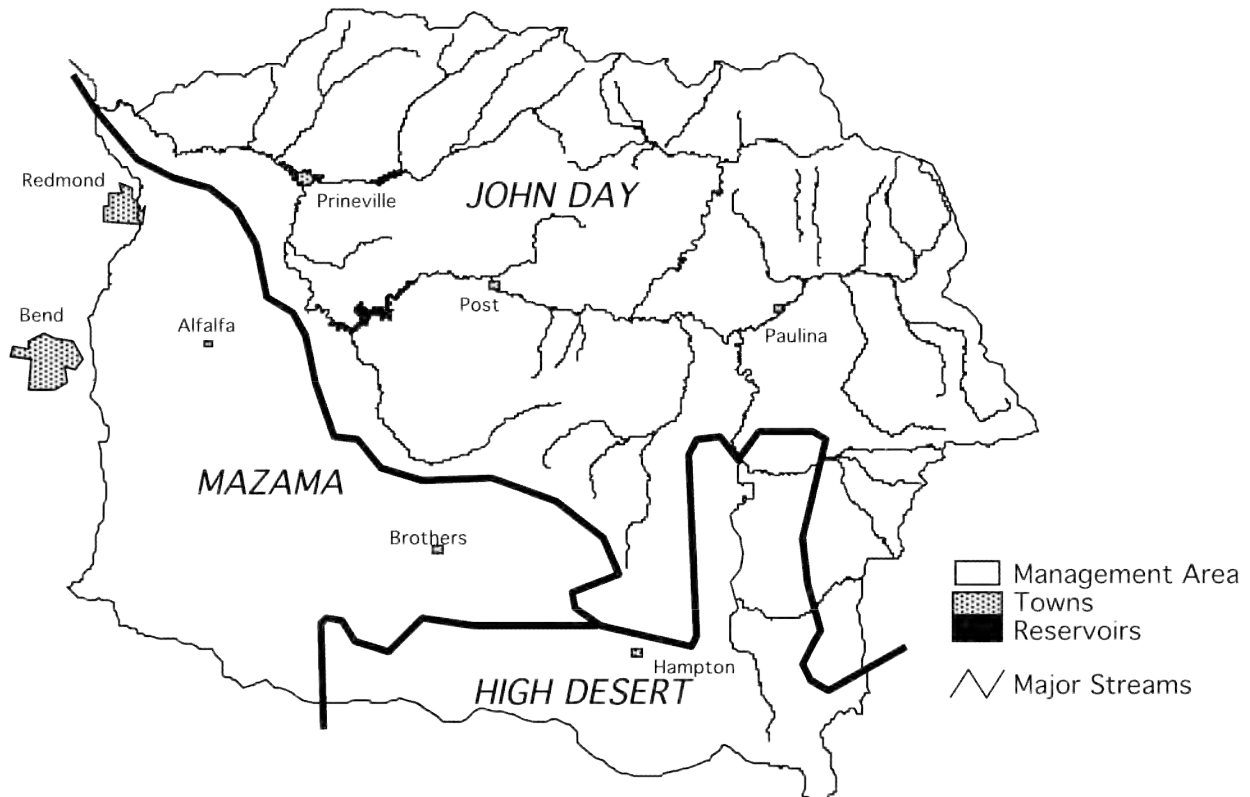 Redmond
Prineville
JOHN DAY
Bend
Alfalfa
Post
Paulina
MAZAMA
Brothers
Hampton
HIGH DESERT
Management Area
Towns
Reservoirs
Major Streams